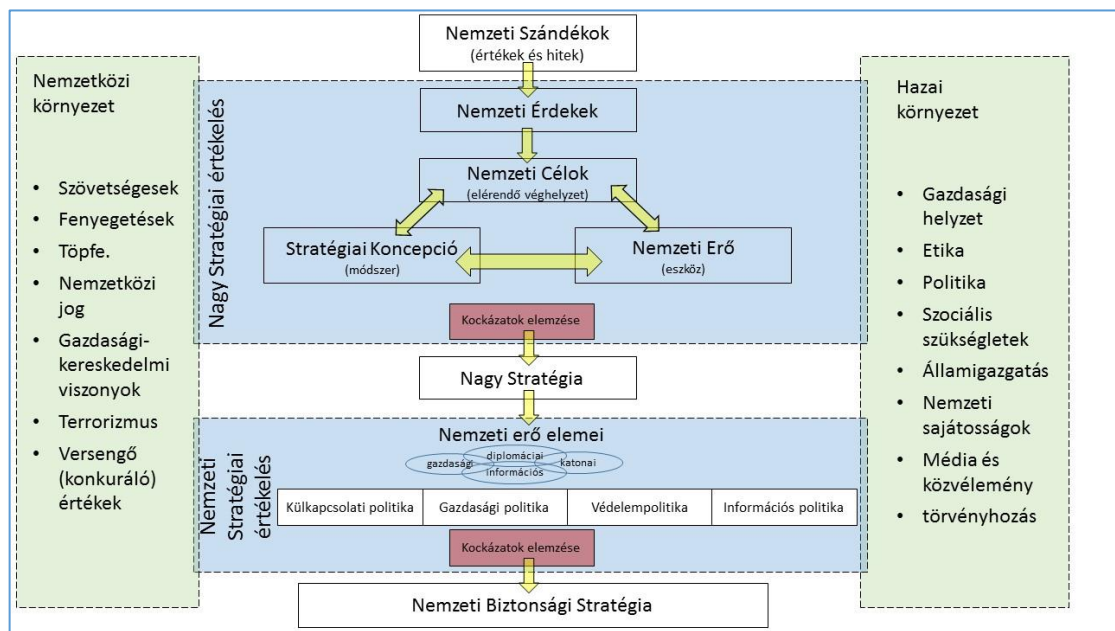 Nemzeti Szándékok
(értékek és hitek)
Nemzetközi
környezet
• Szövetségesek
• Fenyegetések
• Töpfe.
• Nemzetközi
jog
• Gazdasági-
kereskedelmi
viszonyok
• Terrorizmus
• Versengő
(konkuráló)
értékek
Nagy Stratégiai értékelés
Nemzeti Érdekek
Nemzeti Célok
(elérendő véghelyzet)
Stratégiai Koncepció
(módszer)
Nemzeti Erő
(eszköz)
Kockázatok elemzése
Nagy Stratégia
Nemzeti
Stratégiai
értékelés
Nemzeti erő elemei
diplomáciai
gazdasági
katonai
információs
Külkapcsolati politika
Gazdasági politika
Védelempolitika
Információs politika
Kockázatok elemzése
Nemzeti Biztonsági Stratégia
Hazai
környezet
• Gazdasági
helyzet
• Etika
• Politika
• Szociális
szükségletek
• Államigazgatás
• Nemzeti
sajátosságok
• Média és
közvélemény
• törvényhozás